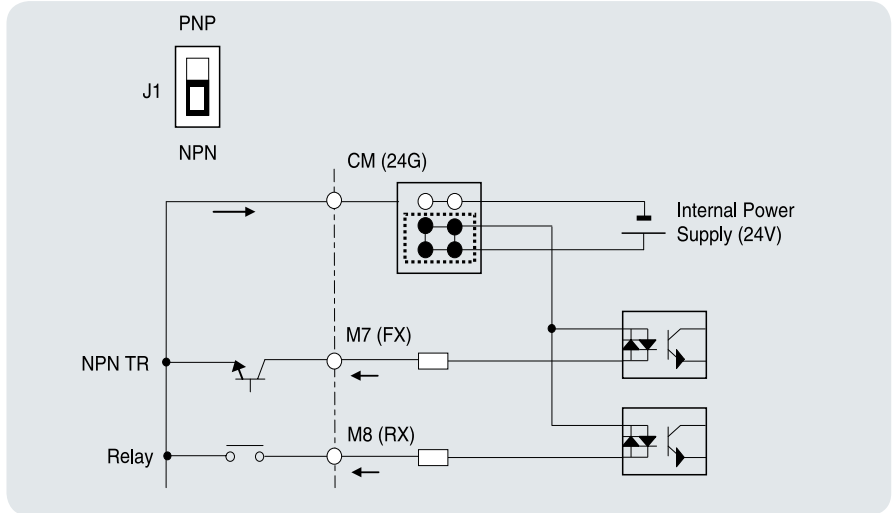 PNP
J1
NPN
CM (24G)
Internal Power
Supply (24V)
M7 (FX)
NPN TR
M8 (RX)
Relay